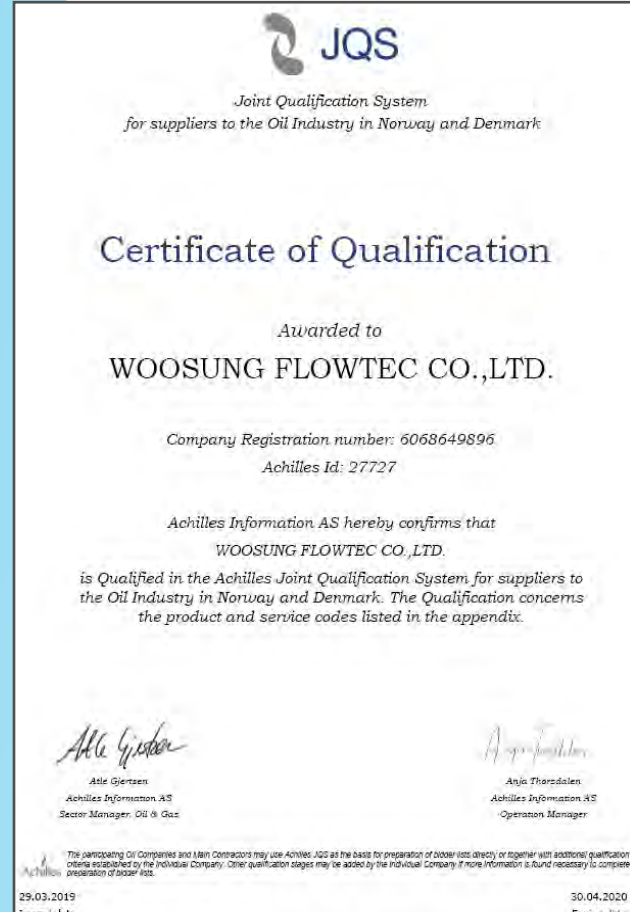 JQS
Joint Qualification System
for suppliers to the Oil Industry in Norway and Denmark
Certificate of Qualification
Awarded to
WOOSUNG FLOWTEC CO.,LTD.
Company Registration number: 6068649896
Achilles Id: 27727
Achilles Information AS hereby confirms that
WOOSUNG FLOWTEC CO.,LTD.
is Qualified in the Achilles Joint Qualification System for suppliers to
the Oil Industry in Norway and Denmark. The Qualification concerns
the product and service codes listed in the appendix.
Atle Gjertsen
Achilles Information AS
Sector Manager, Oil & Gas
Anja Thorsdalen
Achilles Information AS
Operation Manager
The participating Oil Companies and Main Contractors may use Achilles JQS as the basis for preparation of bidder lists directly or together with additional qualification
criteria established by the Individual Company. Other qualification stages may be added by the Individual Company if more information is found necessary to complete
preparation of bidder lists.
Achilles
29.03.2019
30.04.2020